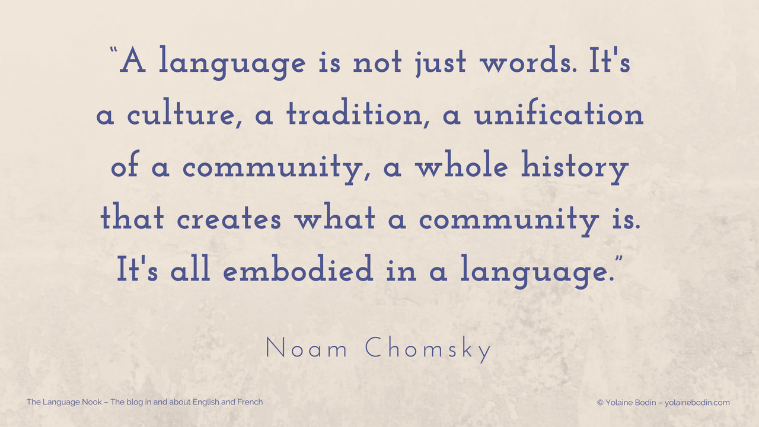 “A language is not just words. It's
a culture, a tradition, a unification
of a community, a whole history
that creates what a community is.
It's all embodied in a language.”
Noam Chomsky
The Language Nook – The blog in and about English and French
© Yolaine Bodin – yolainebodin.com